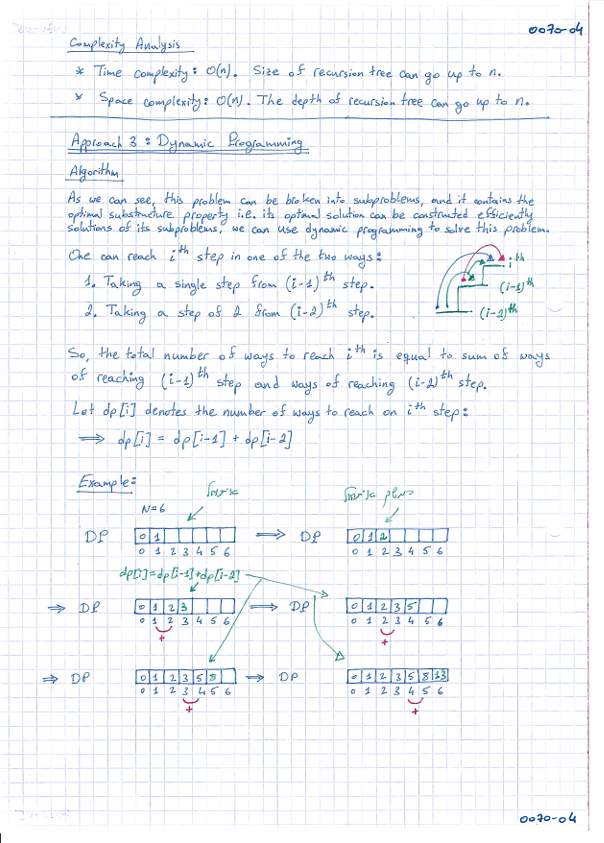 0070-04
Complexity Analysis
* Time complexity: O(n). Size of recursion tree can go up to n.
* Space complexity: O(n). The depth of recursion tree can go up to n.
Approach 3: Dynamic Programming
Algorithm
As we can see, this problem can be broken into subproblems, and it contains the
optimal substructure property i.e. its optimal solution can be constructed efficiently
solutions of its subproblems, we can use dynamic programming to solve this problem.
One can reach i^th step in one of the two ways:
1. Taking a single step from (i-1)^th step.
2. Taking a step of 2 from (i-2)^th step.
i^th
(i-1)^th
(i-2)^th
So, the total number of ways to reach i^th is equal to sum of ways
of reaching (i-1)^th step and ways of reaching (i-2)^th step.
Let dp[i] denotes the number of ways to reach on i^th step:
⟹ dp[i] = dp[i-1] + dp[i-2]
Example:
N=6
DP 0 1 ⟹ DP 0 1 2
0 1 2 3 4 5 6 0 1 2 3 4 5 6
dp[i]=dp[i-1]+dp[i-2]
⟹ DP 0 1 2 3 ⟹ DP 0 1 2 3 5
0 1 2 3 4 5 6 0 1 2 3 4 5 6
+ +
⟹ DP 0 1 2 3 5 8 ⟹ DP 0 1 2 3 5 8 13
0 1 2 3 4 5 6 0 1 2 3 4 5 6
+ +
0070-04